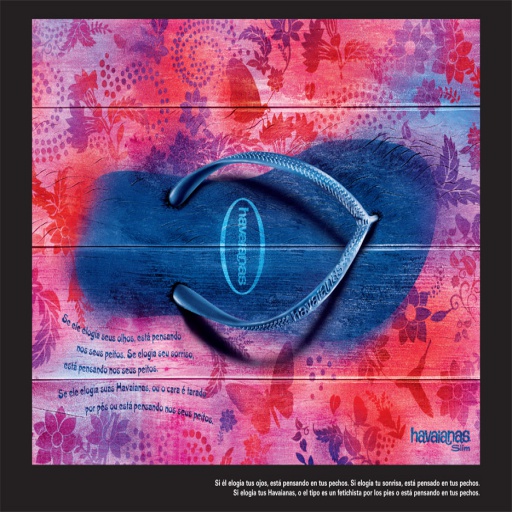 havaianas
havaianas
Se ele elogia seus olhos, está pensando
nos seus peitos. Se elogia seu sorriso,
está pensando nos seus peitos.
Se ele elogia suas Havaianas, ou o cara é tarado
por pés ou está pensando nos seus peitos.
havaianas
Slim
Si él elogia tus ojos, está pensando en tus pechos. Si elogia tu sonrisa, está pensado en tus pechos.
Si elogia tus Havaianas, o el tipo es un fetichista por los pies o está pensando en tus pechos.